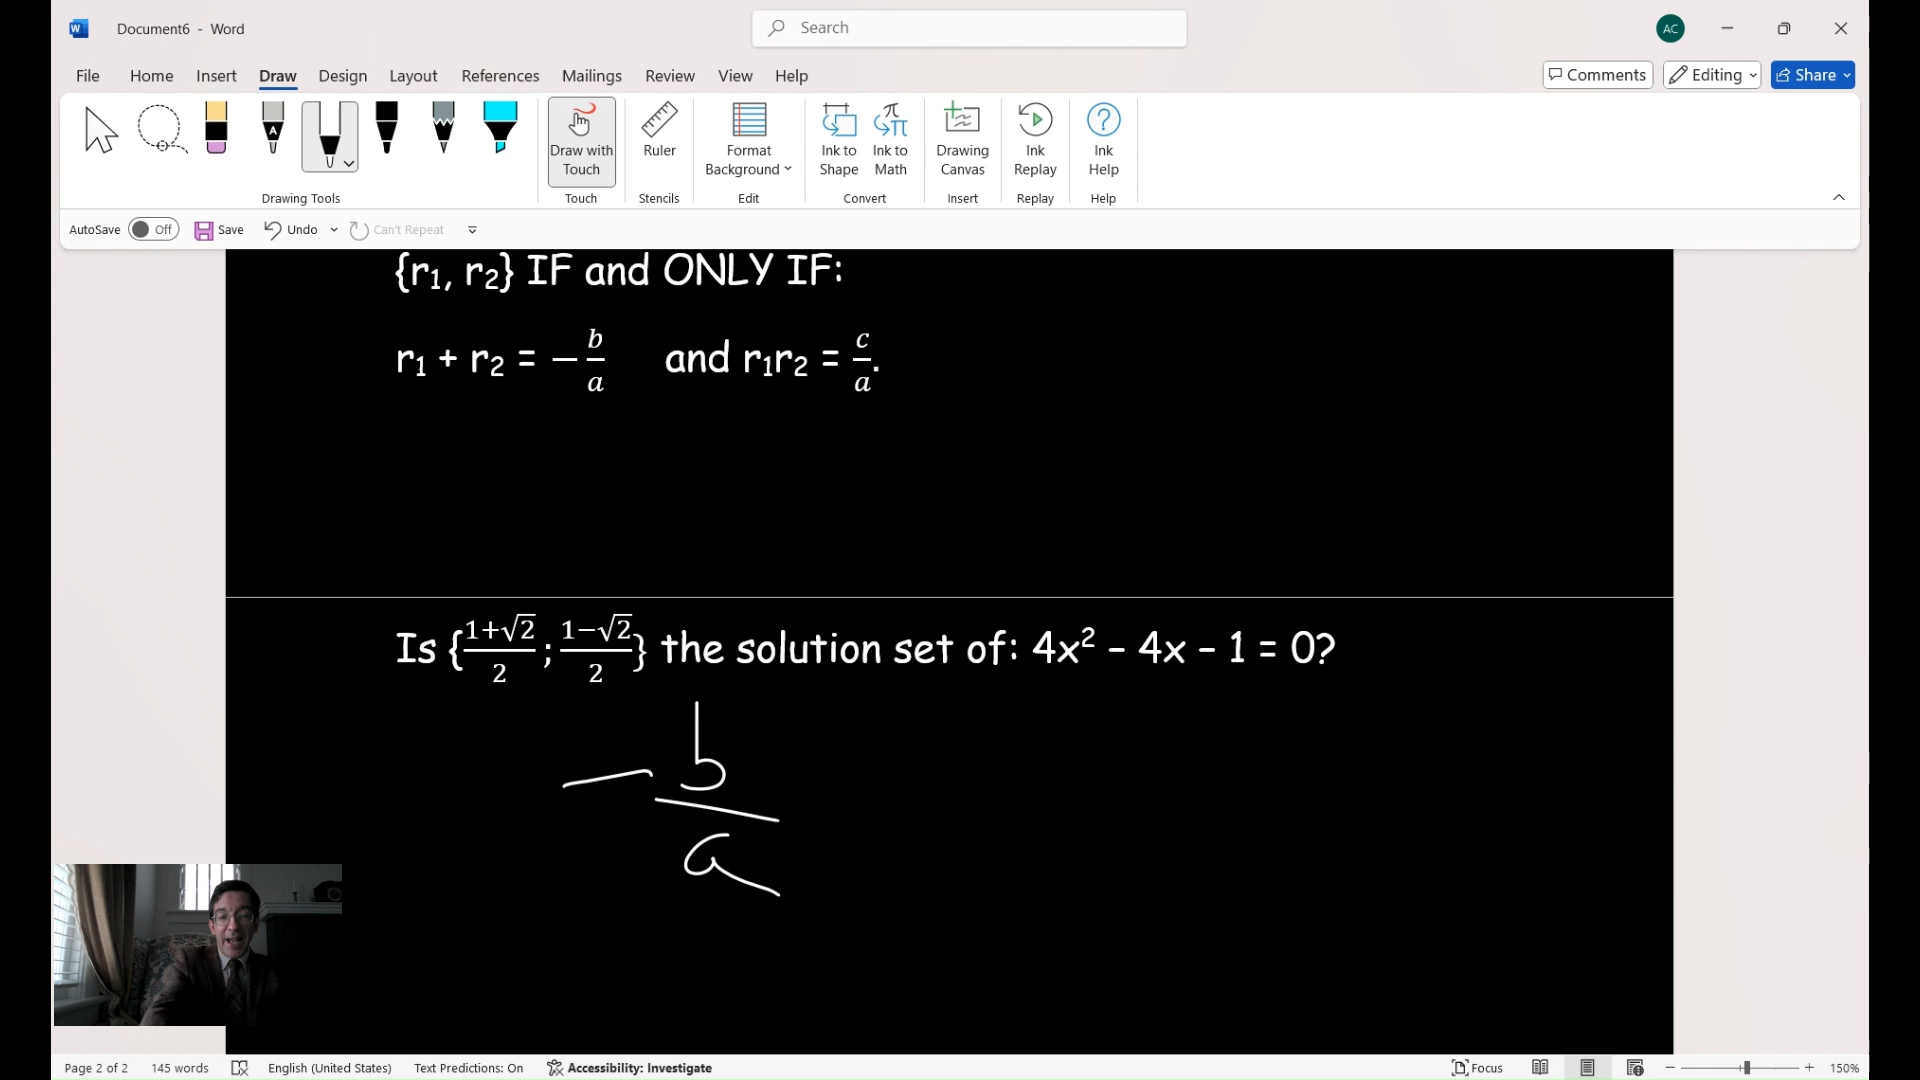 Document6 - Word
Search
AC
File Home Insert Draw Design Layout References Mailings Review View Help
Comments Editing Share
A
Draw with Touch
Ruler
Format Background
Ink to Shape
Ink to Math
Drawing Canvas
Ink Replay
Ink Help
Drawing Tools Touch Stencils Edit Convert Insert Replay Help
AutoSave Off Save Undo Can't Repeat
{r₁, r₂} IF and ONLY IF:
r₁ + r₂ = −b/a and r₁r₂ = c/a.
Is {(1+√2)/2 ; (1−√2)/2} the solution set of: 4x² - 4x - 1 = 0?
− b/a
Page 2 of 2 145 words English (United States) Text Predictions: On Accessibility: Investigate Focus 150%